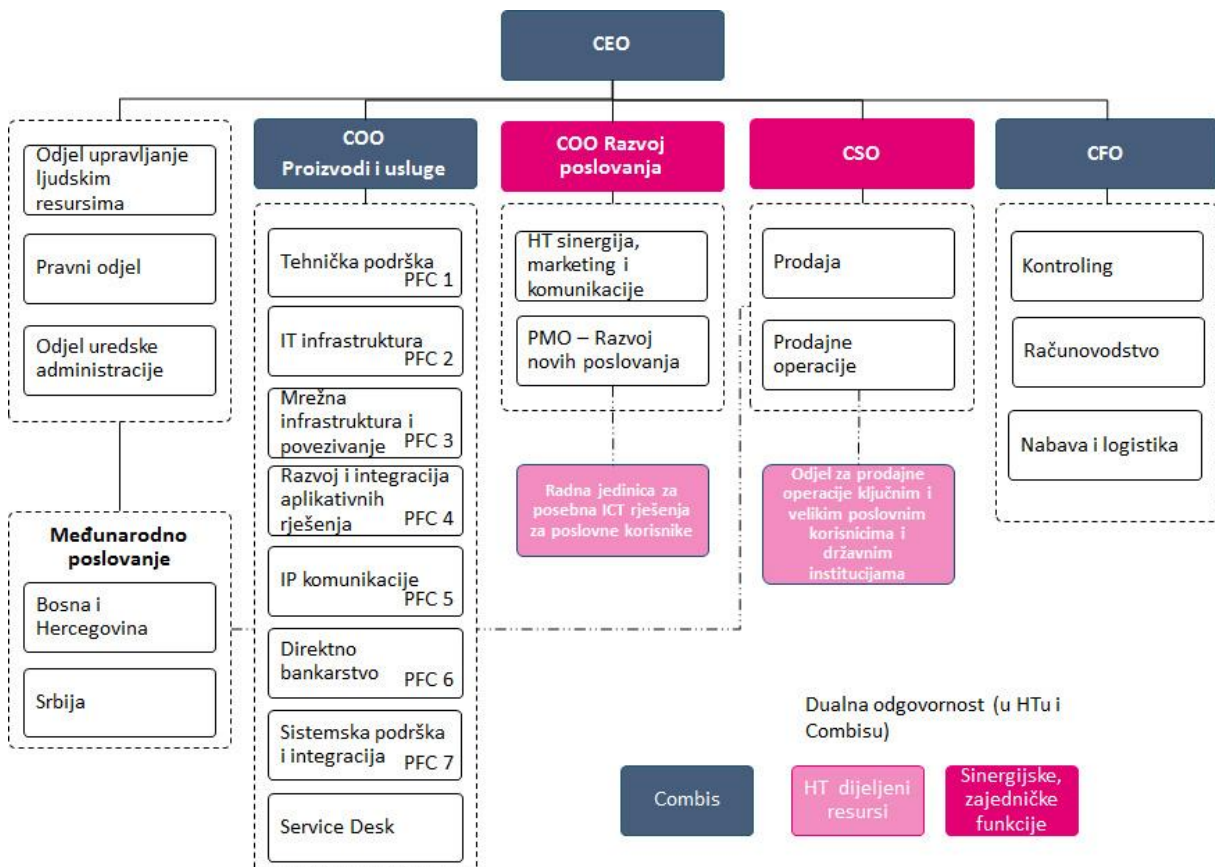 CEO
Odjel upravljanje
ljudskim
resursima
Pravni odjel
Odjel uredske
administracije
Međunarodno
poslovanje
Bosna i
Hercegovina
Srbija
COO
Proizvodi i usluge
Tehnička podrška
PFC 1
IT infrastruktura
PFC 2
Mrežna
infrastruktura i
povezivanje
PFC 3
Razvoj i integracija
aplikativnih
rješenja
PFC 4
IP komunikacije
PFC 5
Direktno
bankarstvo
PFC 6
Sistemska podrška
i integracija
PFC 7
Service Desk
COO Razvoj
poslovanja
HT sinergija,
marketing i
komunikacije
PMO – Razvoj
novih poslovanja
Radna jedinica za
posebna ICT rješenja
za poslovne korisnike
CSO
Prodaja
Prodajne
operacije
Odjel za prodajne
operacije ključnim i
velikim poslovnim
korisnicima i
državnim
institucijama
CFO
Kontroling
Računovodstvo
Nabava i logistika
Dualna odgovornost (u HTu i
Combisu)
Combis
HT dijeljeni
resursi
Sinergijske,
zajedničke
funkcije